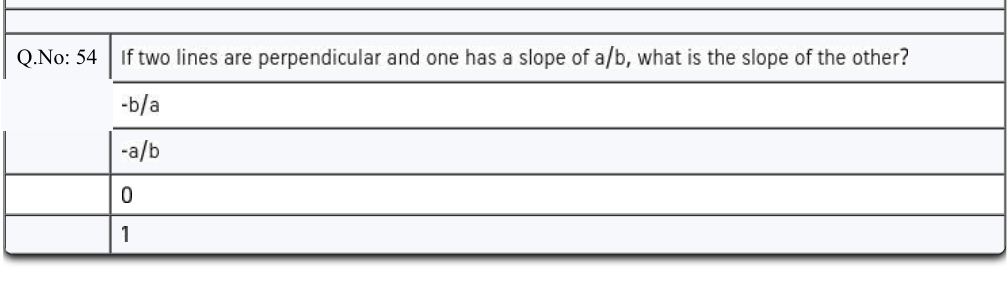 Q.No: 54 If two lines are perpendicular and one has a slope of a/b, what is the slope of the other?
-b/a
-a/b
0
1